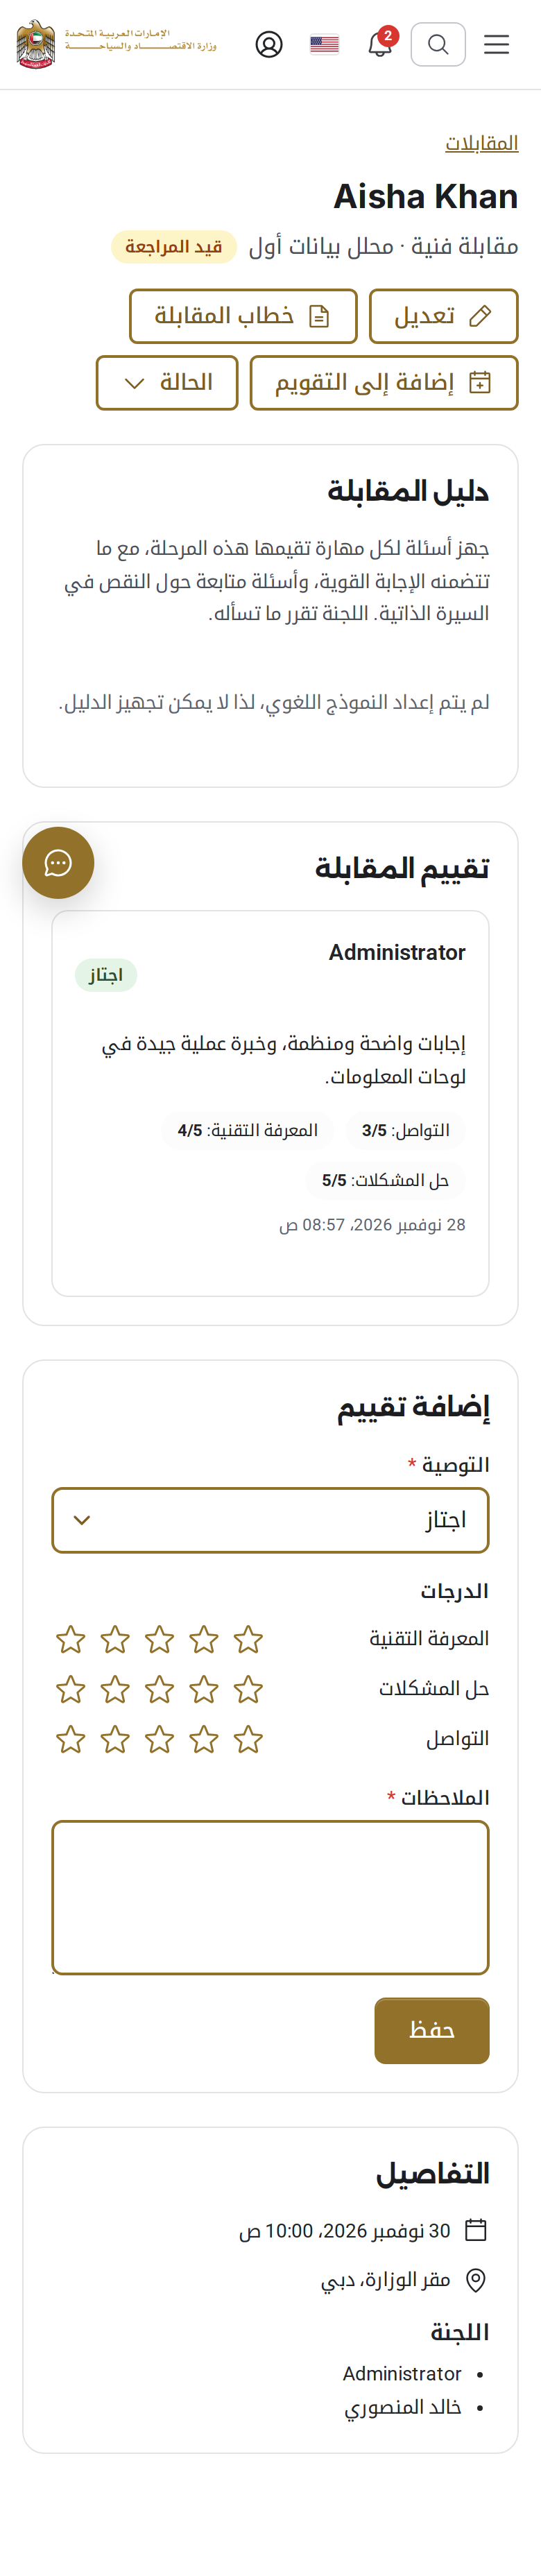 الإمارات العربية المتحدة
وزارة الاقتصاد والسياحة
2
المقابلات
Aisha Khan
مقابلة فنية · محلل بيانات أول
قيد المراجعة
تعديل
خطاب المقابلة
إضافة إلى التقويم
الحالة
دليل المقابلة
جهز أسئلة لكل مهارة تقيمها هذه المرحلة، مع ما
تتضمنه الإجابة القوية، وأسئلة متابعة حول النقص في
السيرة الذاتية. اللجنة تقرر ما تسأله.
لم يتم إعداد النموذج اللغوي، لذا لا يمكن تجهيز الدليل.
تقييم المقابلة
Administrator
اجتاز
إجابات واضحة ومنظمة، وخبرة عملية جيدة في
لوحات المعلومات.
التواصل: 3/5
المعرفة التقنية: 4/5
حل المشكلات: 5/5
28 نوفمبر 2026، 08:57 ص
إضافة تقييم
التوصية *
اجتاز
الدرجات
المعرفة التقنية
حل المشكلات
التواصل
الملاحظات *
حفظ
التفاصيل
30 نوفمبر 2026، 10:00 ص
مقر الوزارة، دبي
اللجنة
• Administrator
• خالد المنصوري